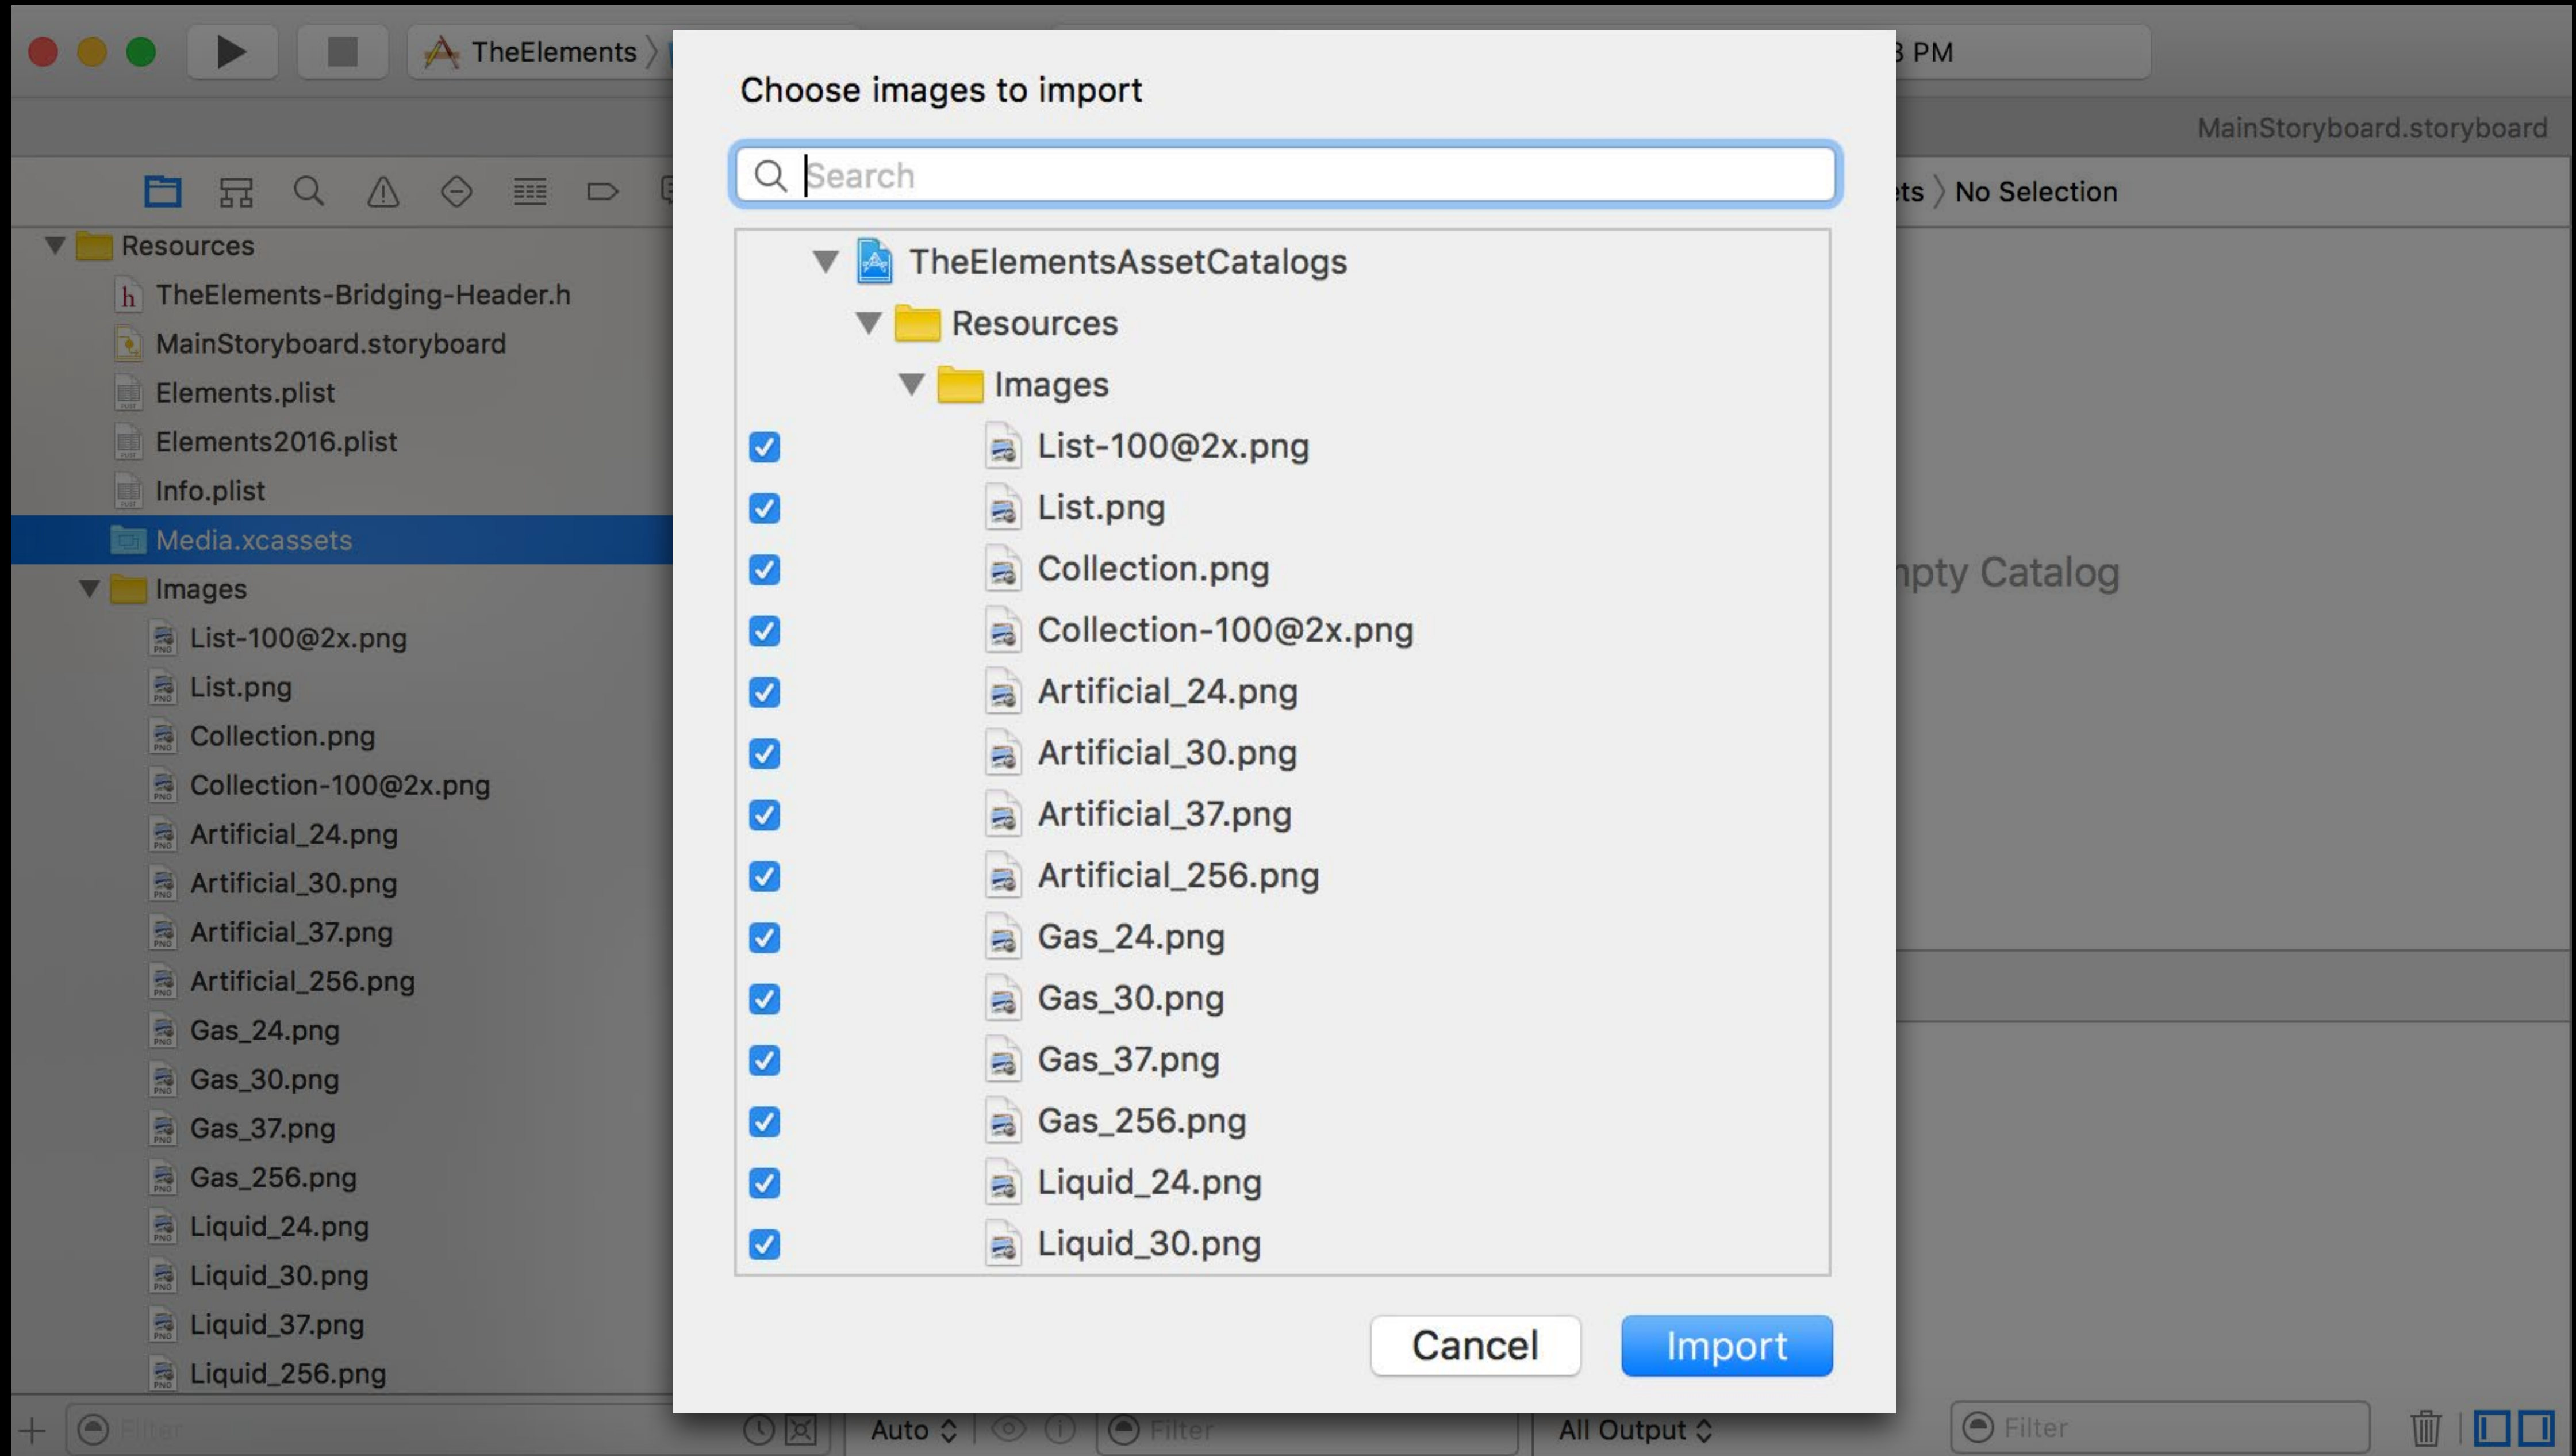 TheElements
PM
MainStoryboard.storyboard
No Selection
Resources
TheElements-Bridging-Header.h
MainStoryboard.storyboard
Elements.plist
Elements2016.plist
Info.plist
Media.xcassets
Images
List-100@2x.png
List.png
Collection.png
Collection-100@2x.png
Artificial_24.png
Artificial_30.png
Artificial_37.png
Artificial_256.png
Gas_24.png
Gas_30.png
Gas_37.png
Gas_256.png
Liquid_24.png
Liquid_30.png
Liquid_37.png
Liquid_256.png
Filter
Choose images to import
Search
TheElementsAssetCatalogs
Resources
Images
List-100@2x.png
List.png
Collection.png
Collection-100@2x.png
Artificial_24.png
Artificial_30.png
Artificial_37.png
Artificial_256.png
Gas_24.png
Gas_30.png
Gas_37.png
Gas_256.png
Liquid_24.png
Liquid_30.png
Cancel
Import
Catalog
Auto
Filter
All Output
Filter